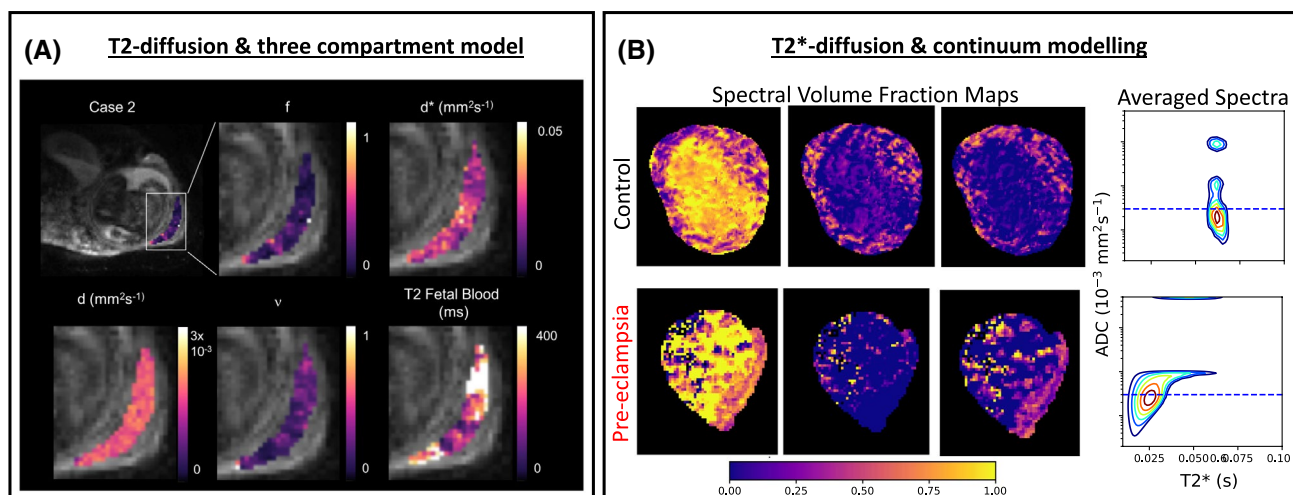 (A)
T2-diffusion & three compartment model
Case 2
f
d* (mm²s⁻¹)
1
0
0.05
0
d (mm²s⁻¹)
ν
T2 Fetal Blood
(ms)
3x
10⁻³
0
1
0
400
0
(B)
T2*-diffusion & continuum modelling
Spectral Volume Fraction Maps
Averaged Spectra
Control
Pre-eclampsia
0.00 0.25 0.50 0.75 1.00
ADC (10⁻³ mm²s⁻¹)
0.025 0.050 0.6 0.075 0.10
T2* (s)